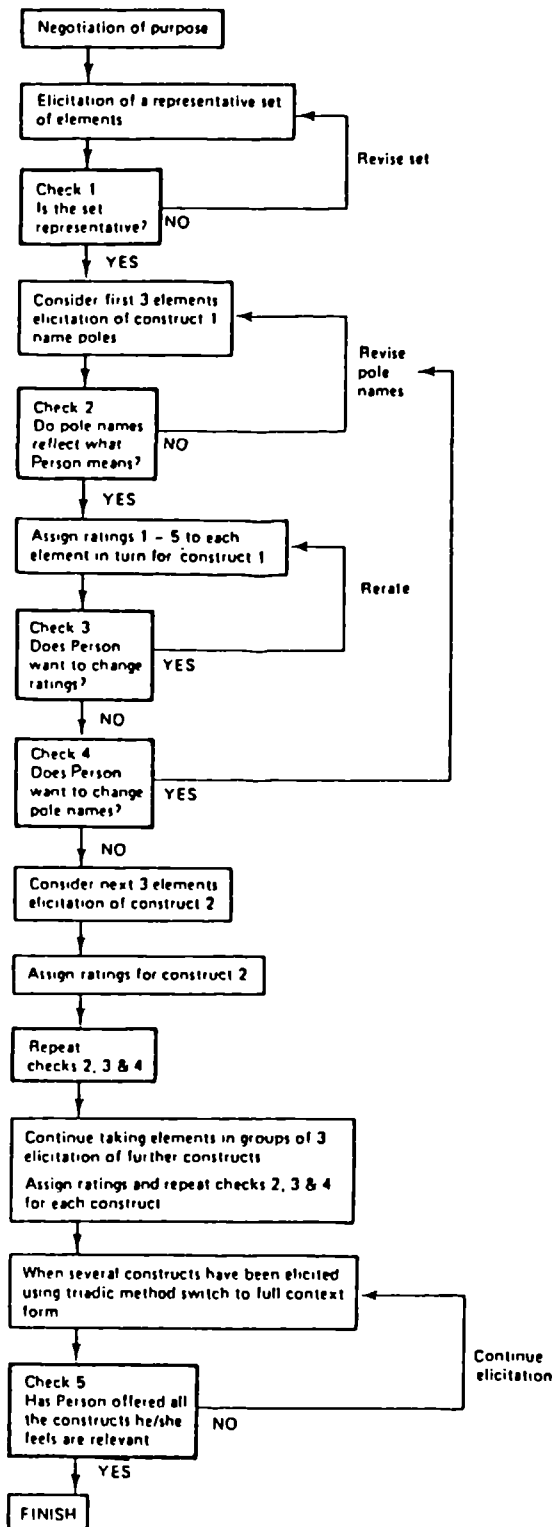 Negotiation of purpose
Elicitation of a representative set
of elements
Revise set
Check 1
Is the set
representative?
NO
YES
Consider first 3 elements
elicitation of construct 1
name poles
Revise
pole
names
Check 2
Do pole names
reflect what
Person means?
NO
YES
Assign ratings 1 – 5 to each
element in turn for construct 1
Rerate
Check 3
Does Person
want to change
ratings?
YES
NO
Check 4
Does Person
want to change
pole names?
YES
NO
Consider next 3 elements
elicitation of construct 2
Assign ratings for construct 2
Repeat
checks 2, 3 & 4
Continue taking elements in groups of 3
elicitation of further constructs
Assign ratings and repeat checks 2, 3 & 4
for each construct
When several constructs have been elicited
using triadic method switch to full context
form
Continue
elicitation
Check 5
Has Person offered all
the constructs he/she
feels are relevant
NO
YES
FINISH